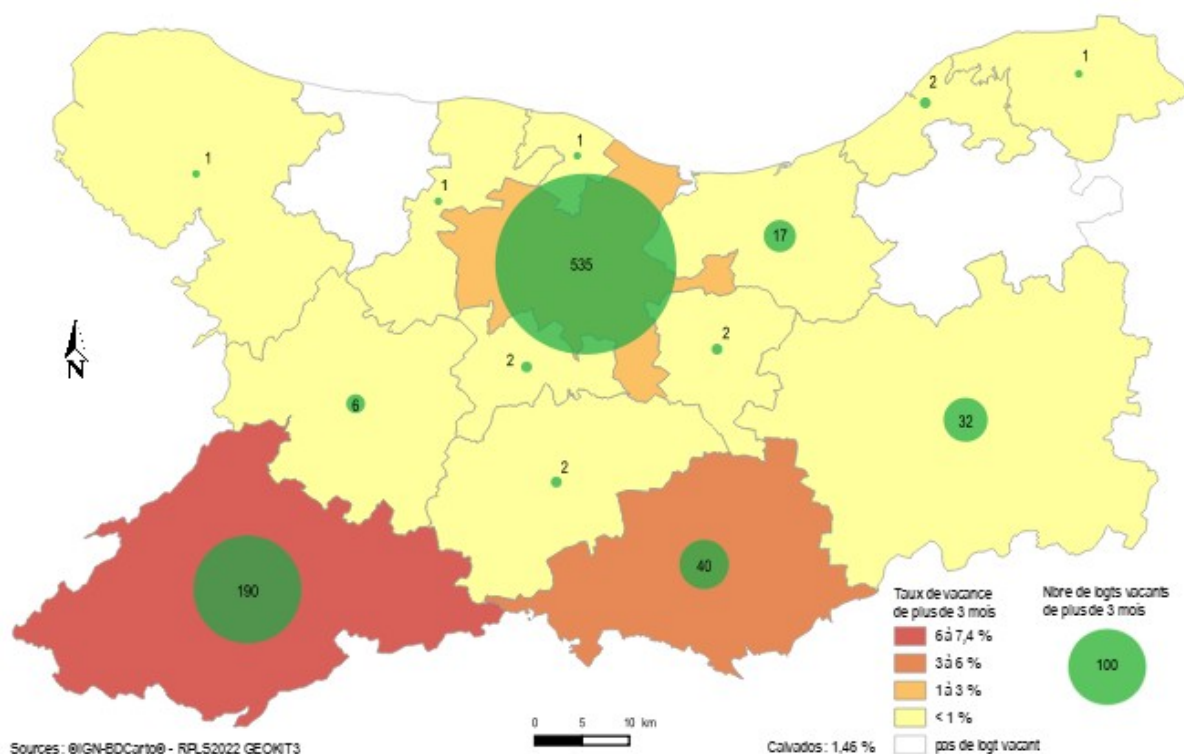 1
2
1
1
1
17
535
2
2
6
32
2
190
40
N
Taux de vacance
de plus de 3 mois
6 à 7,4 %
3 à 6 %
1 à 3 %
< 1 %
pas de logt vacant
Nbre de logts vacants
de plus de 3 mois
100
0 5 10 km
Sources : ©IGN-BDCarto® - RPLS2022 GEOKIT3
Calvados : 1,46 %